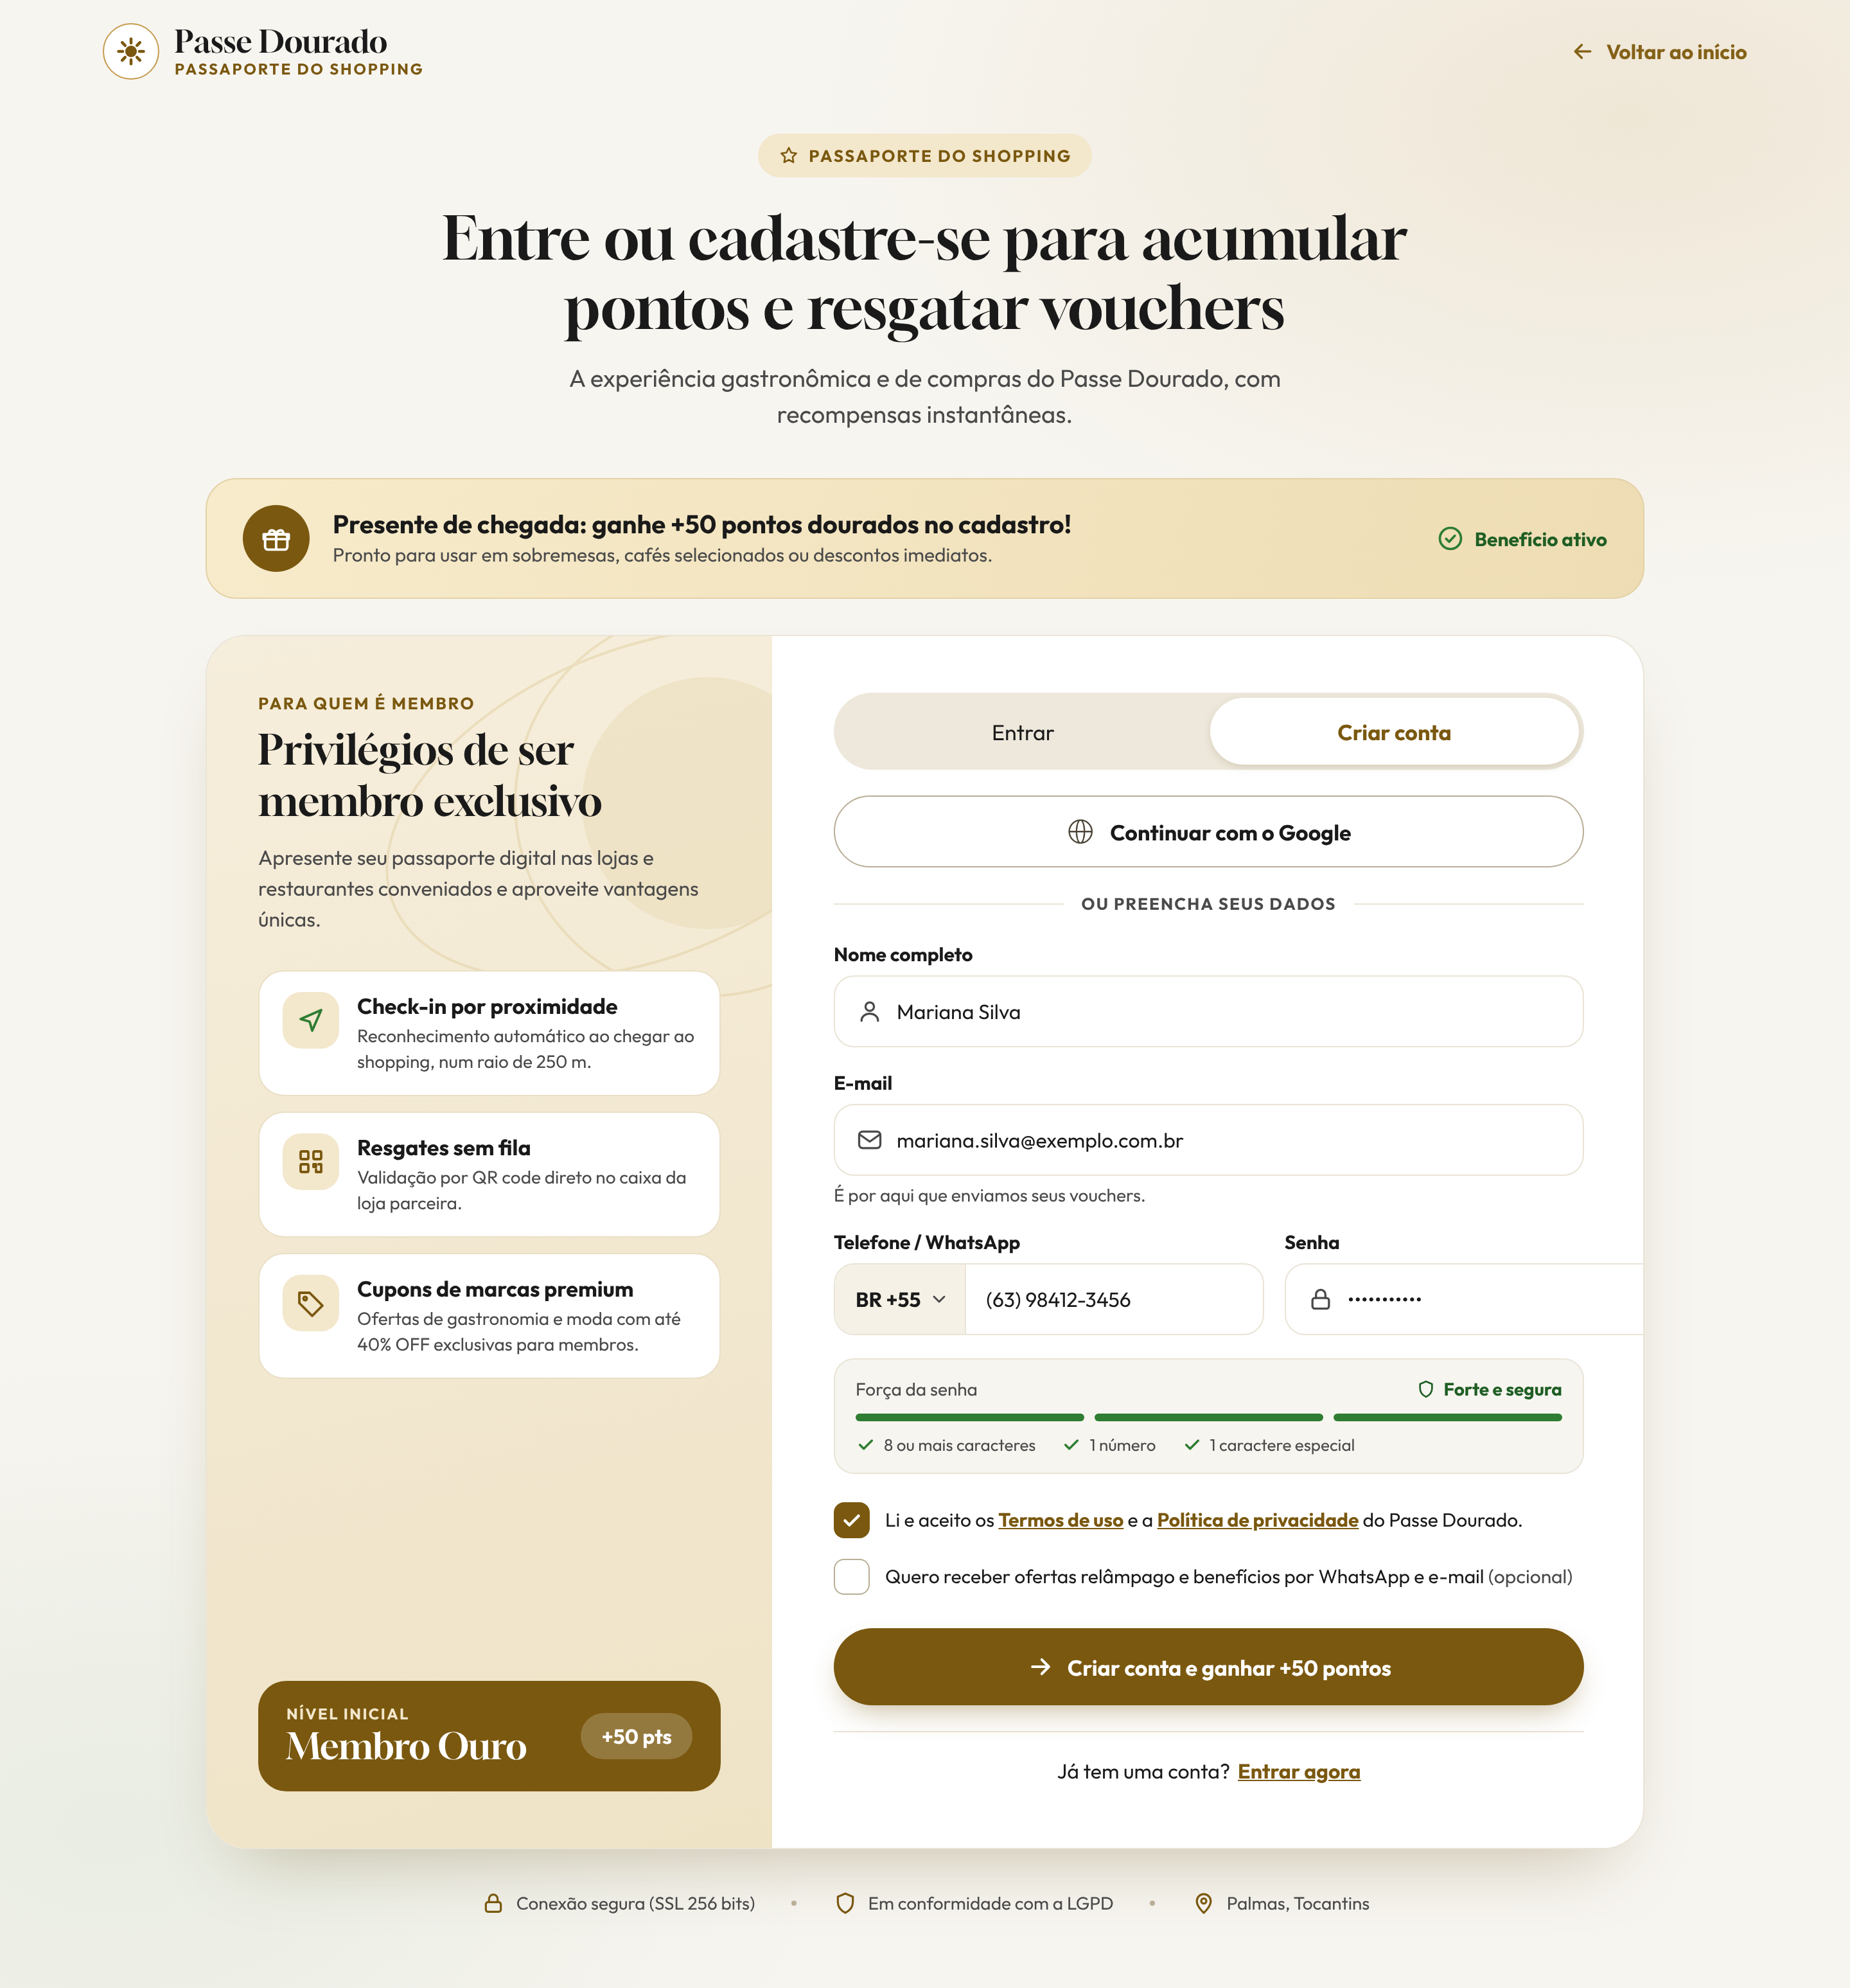 Passe Dourado
PASSAPORTE DO SHOPPING
Voltar ao início
PASSAPORTE DO SHOPPING
Entre ou cadastre-se para acumular
pontos e resgatar vouchers
A experiência gastronômica e de compras do Passe Dourado, com
recompensas instantâneas.
Presente de chegada: ganhe +50 pontos dourados no cadastro!
Pronto para usar em sobremesas, cafés selecionados ou descontos imediatos.
Benefício ativo
PARA QUEM É MEMBRO
Privilégios de ser
membro exclusivo
Apresente seu passaporte digital nas lojas e
restaurantes conveniados e aproveite vantagens
únicas.
Check-in por proximidade
Reconhecimento automático ao chegar ao
shopping, num raio de 250 m.
Resgates sem fila
Validação por QR code direto no caixa da
loja parceira.
Cupons de marcas premium
Ofertas de gastronomia e moda com até
40% OFF exclusivas para membros.
NÍVEL INICIAL
Membro Ouro
+50 pts
Entrar
Criar conta
Continuar com o Google
OU PREENCHA SEUS DADOS
Nome completo
Mariana Silva
E-mail
mariana.silva@exemplo.com.br
É por aqui que enviamos seus vouchers.
Telefone / WhatsApp
BR +55
(63) 98412-3456
Senha
•••••••••••
Força da senha
Forte e segura
8 ou mais caracteres
1 número
1 caractere especial
Li e aceito os Termos de uso e a Política de privacidade do Passe Dourado.
Quero receber ofertas relâmpago e benefícios por WhatsApp e e-mail (opcional)
Criar conta e ganhar +50 pontos
Já tem uma conta? Entrar agora
Conexão segura (SSL 256 bits)
•
Em conformidade com a LGPD
•
Palmas, Tocantins